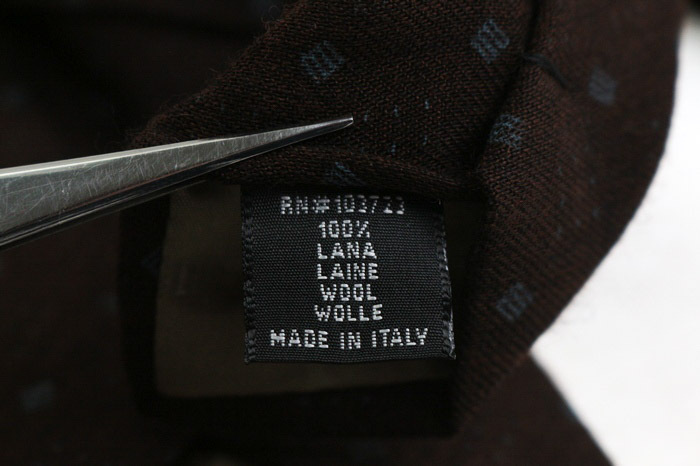 RN#103723
100%
LANA
LAINE
WOOL
WOLLE
MADE IN ITALY